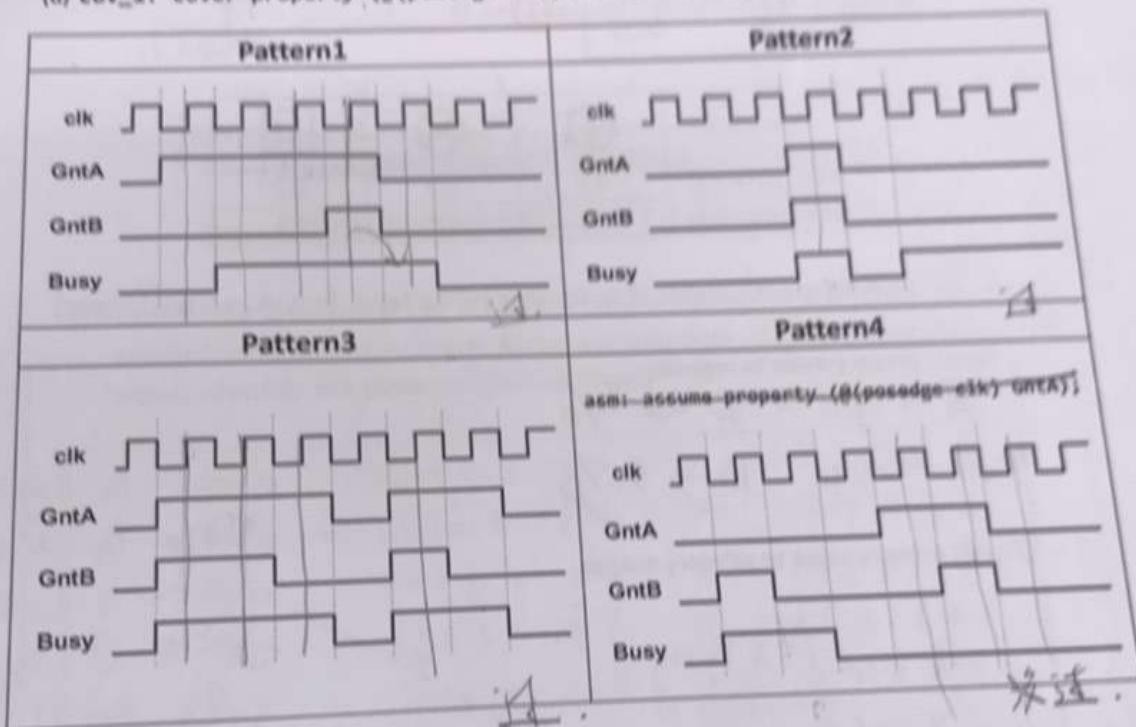 Pattern1
Pattern2
clk
GntA
GntB
Busy
clk
GntA
GntB
Busy
Pattern3
Pattern4
asm: assume property (@(posedge clk) GntA);
clk
GntA
GntB
Busy
clk
GntA
GntB
Busy